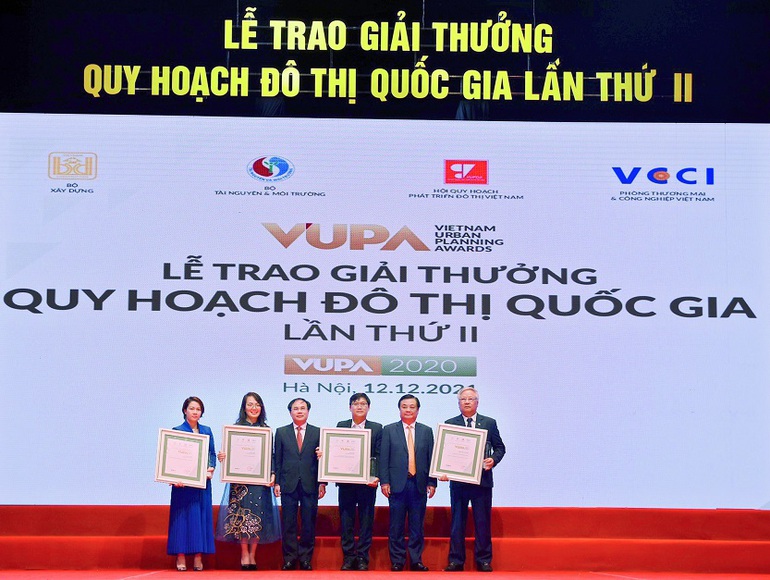 LỄ TRAO GIẢI THƯỞNG
QUY HOẠCH ĐÔ THỊ QUỐC GIA LẦN THỨ II
BỘ
XÂY DỰNG
BỘ
TÀI NGUYÊN & MÔI TRƯỜNG
HỘI QUY HOẠCH
PHÁT TRIỂN ĐÔ THỊ VIỆT NAM
VCCI
PHÒNG THƯƠNG MẠI
& CÔNG NGHIỆP VIỆT NAM
VUPA
VIETNAM
URBAN
PLANNING
AWARDS
LỄ TRAO GIẢI THƯỞNG
QUY HOẠCH ĐÔ THỊ QUỐC GIA
LẦN THỨ II
VUPA 2020
Hà Nội, 12.12.2021